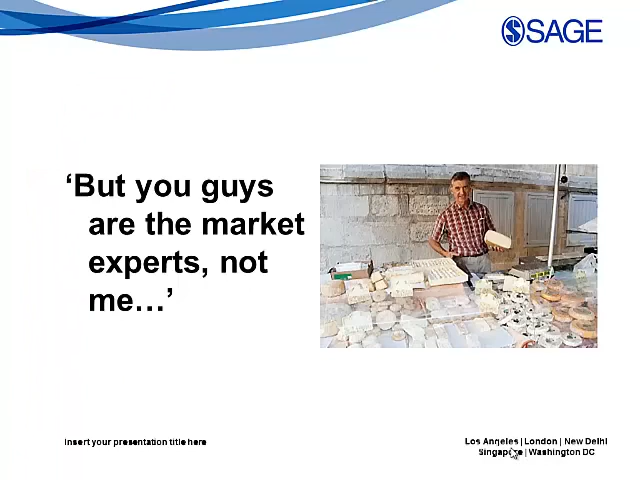 SAGE
‘But you guys
are the market
experts, not
me…’
Insert your presentation title here
Los Angeles | London | New Delhi
Singapore | Washington DC